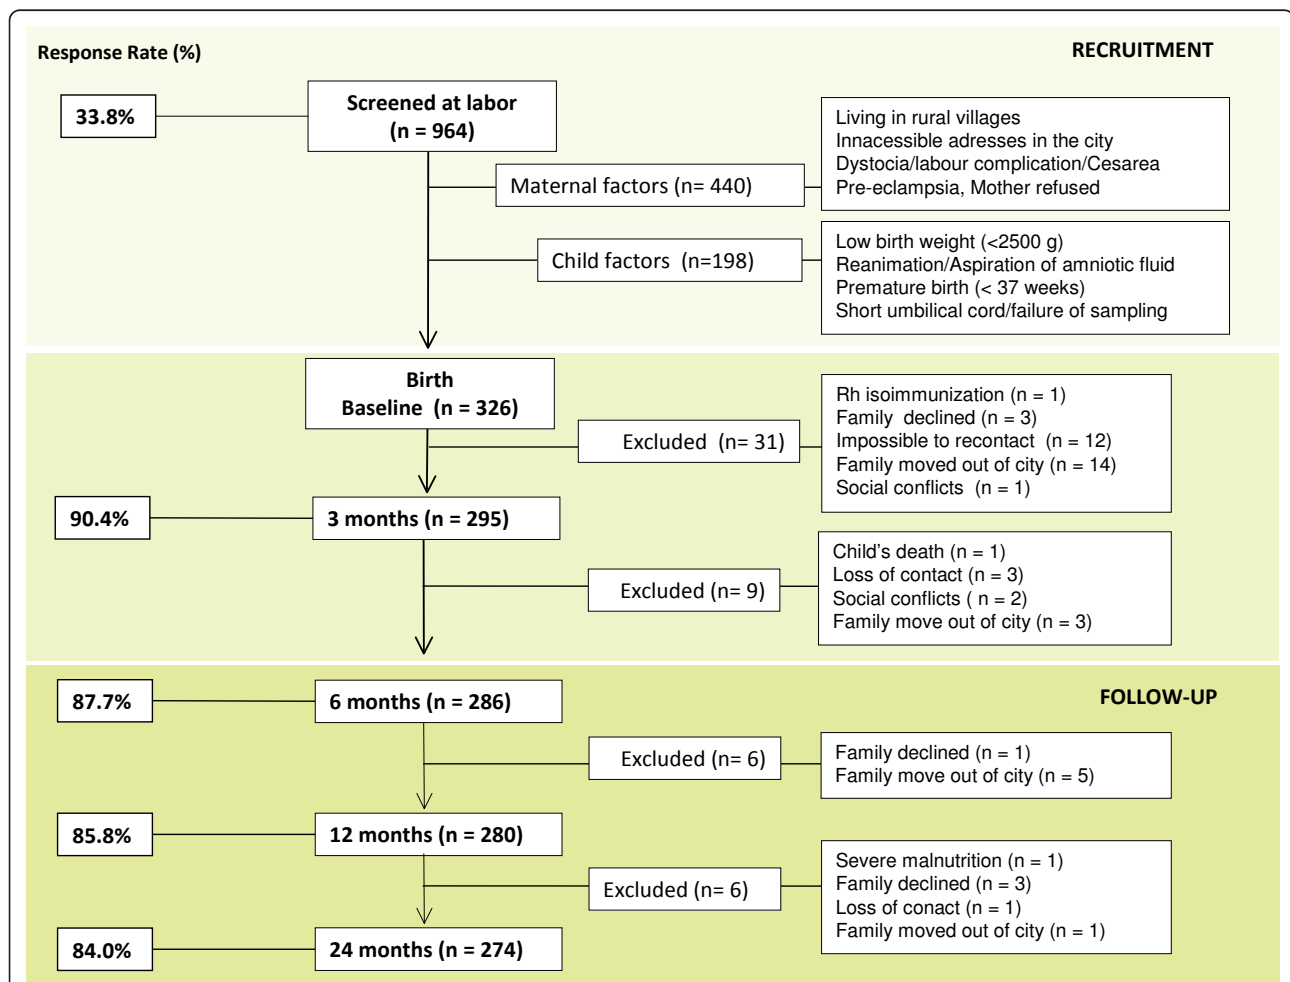 Response Rate (%)
RECRUITMENT
33.8%
Screened at labor
(n = 964)
Living in rural villages
Innacessible adresses in the city
Dystocia/labour complication/Cesarea
Pre-eclampsia, Mother refused
Maternal factors (n= 440)
Low birth weight (<2500 g)
Reanimation/Aspiration of amniotic fluid
Premature birth (< 37 weeks)
Short umbilical cord/failure of sampling
Child factors (n=198)
Birth
Baseline (n = 326)
Rh isoimmunization (n = 1)
Family declined (n = 3)
Impossible to recontact (n = 12)
Family moved out of city (n = 14)
Social conflicts (n = 1)
Excluded (n= 31)
90.4%
3 months (n = 295)
Child's death (n = 1)
Loss of contact (n = 3)
Social conflicts ( n = 2)
Family move out of city (n = 3)
Excluded (n= 9)
87.7%
6 months (n = 286)
FOLLOW-UP
Excluded (n= 6)
Family declined (n = 1)
Family move out of city (n = 5)
85.8%
12 months (n = 280)
Severe malnutrition (n = 1)
Family declined (n = 3)
Loss of conact (n = 1)
Family moved out of city (n = 1)
Excluded (n= 6)
84.0%
24 months (n = 274)